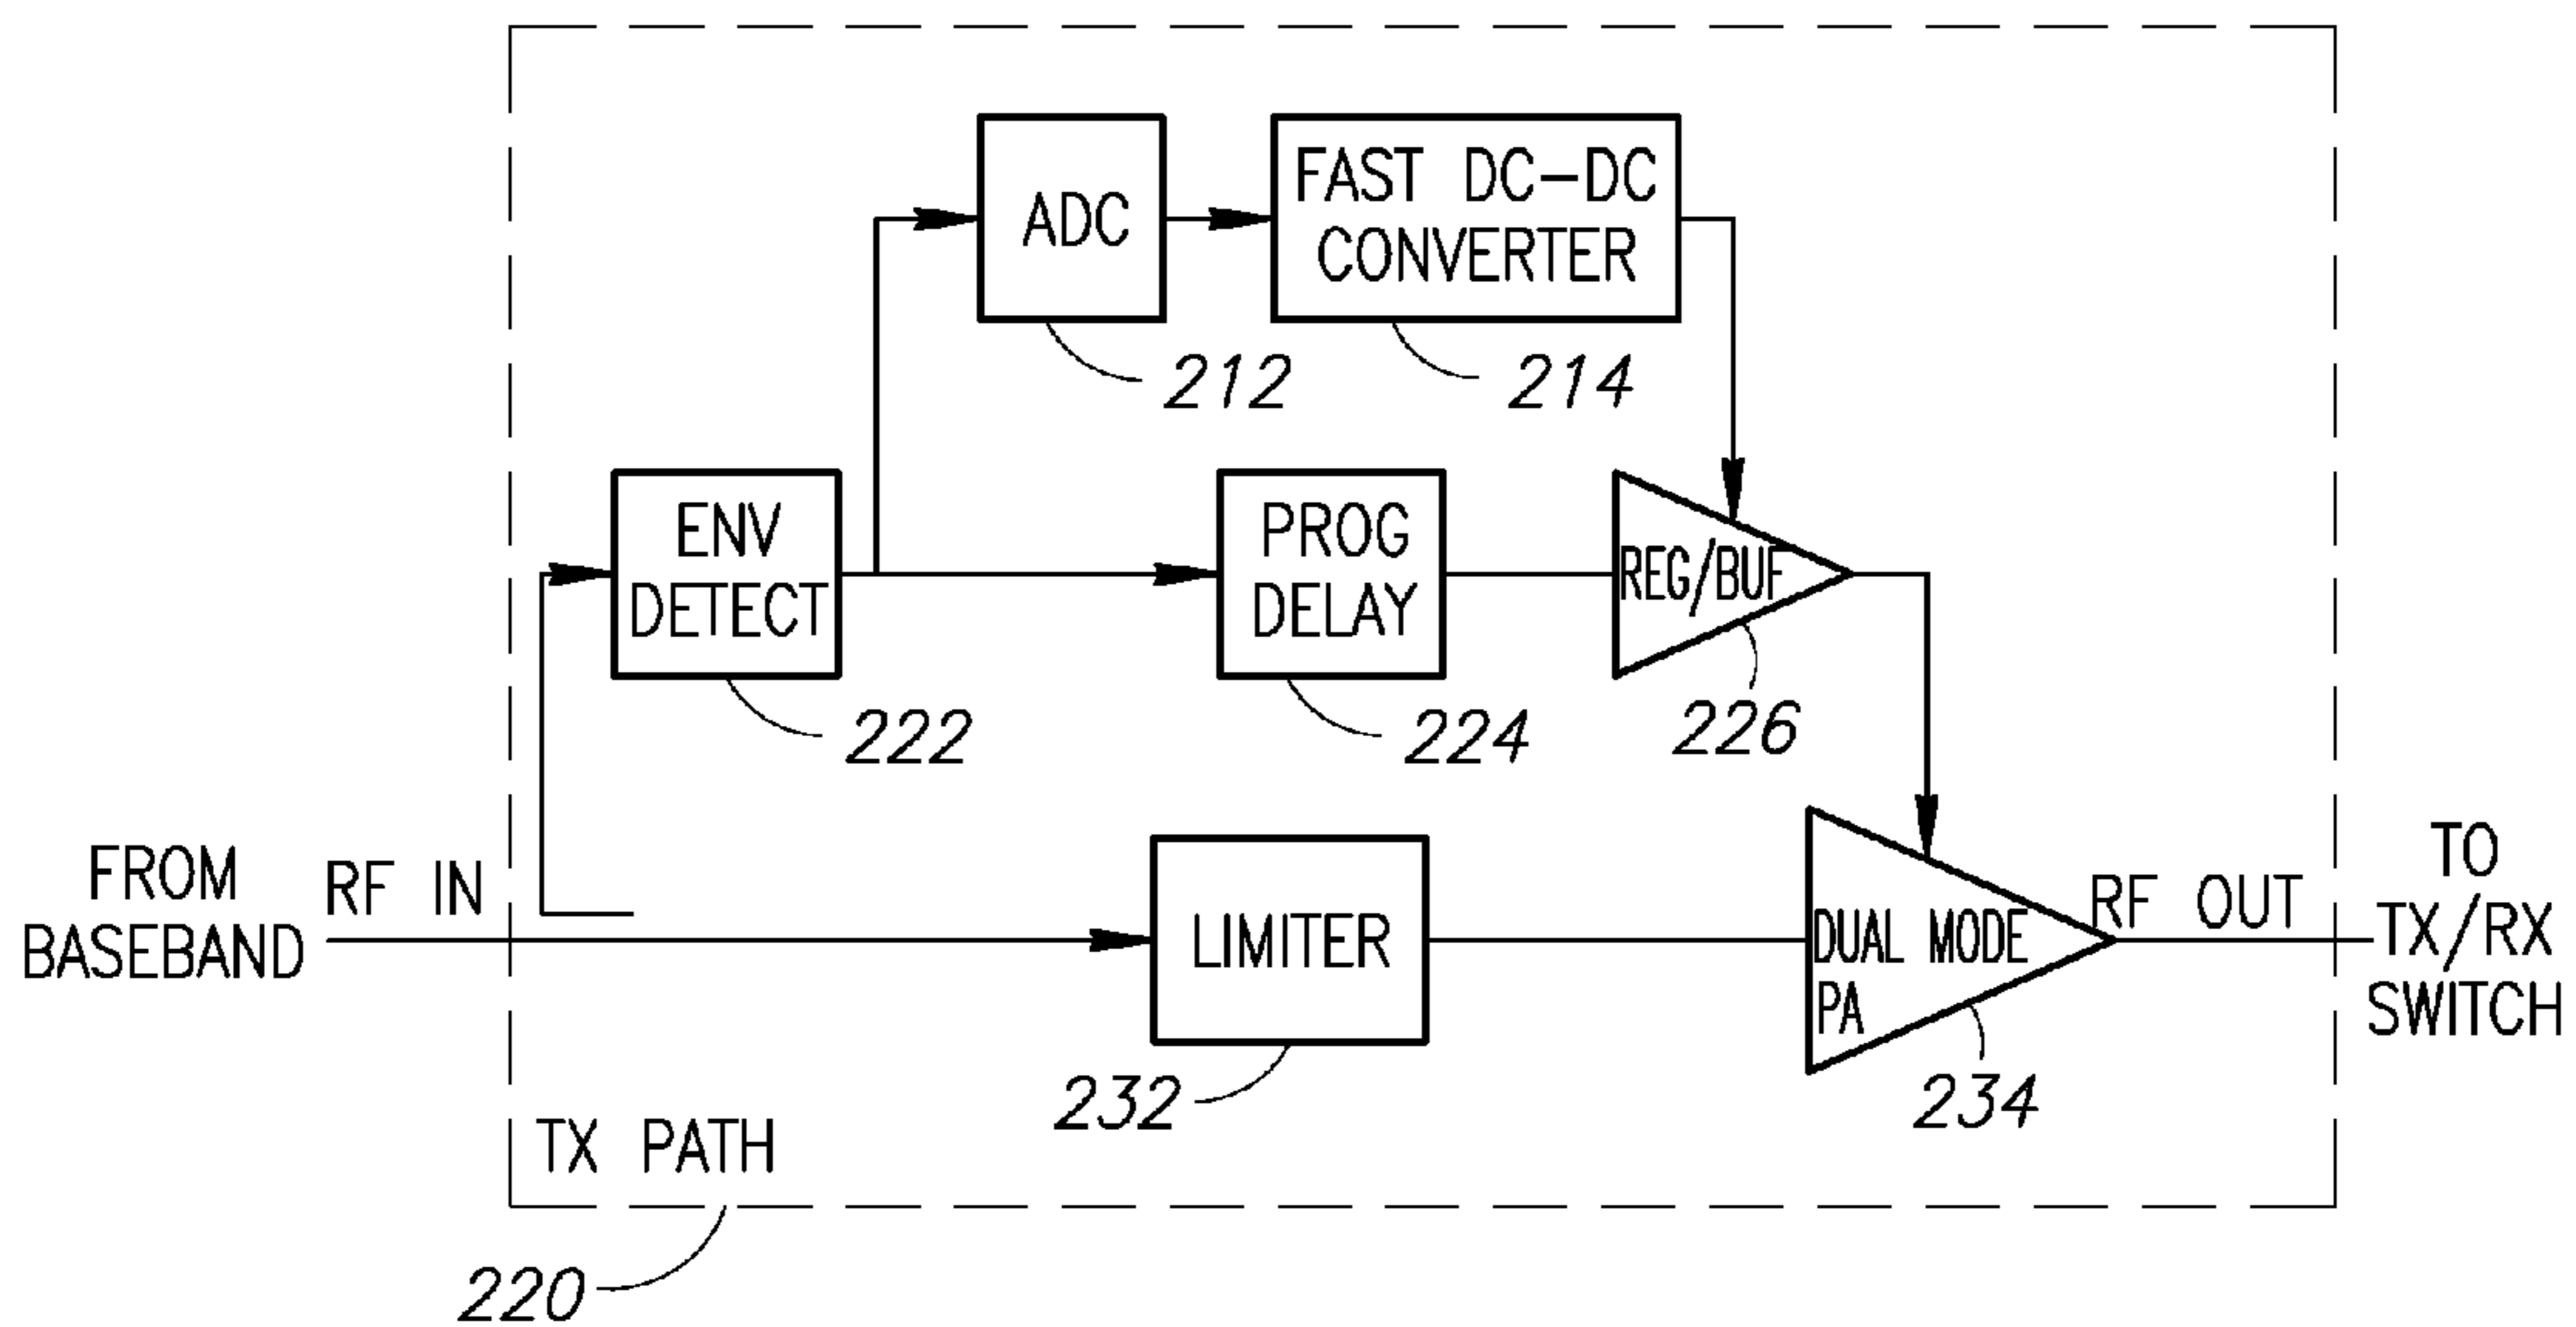 ADC
FAST DC-DC
CONVERTER
212
214
ENV
DETECT
PROG
DELAY
REG/BUF
222
224
226
FROM
BASEBAND
RF IN
LIMITER
DUAL MODE
PA
RF OUT
TO
TX/RX
SWITCH
232
234
TX PATH
220